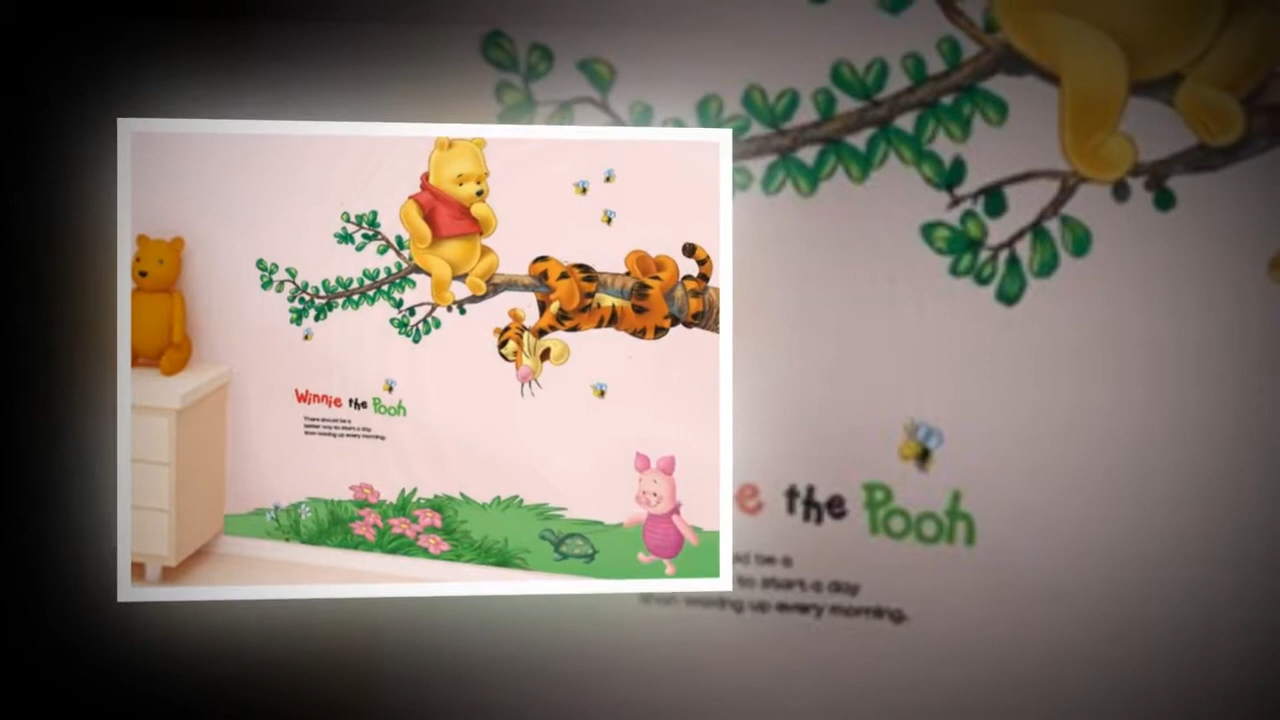 Winnie the Pooh
There should be a
better way to start a day
than waking up every morning.
e the Pooh
ld be a
to start a day
than waking up every morning.